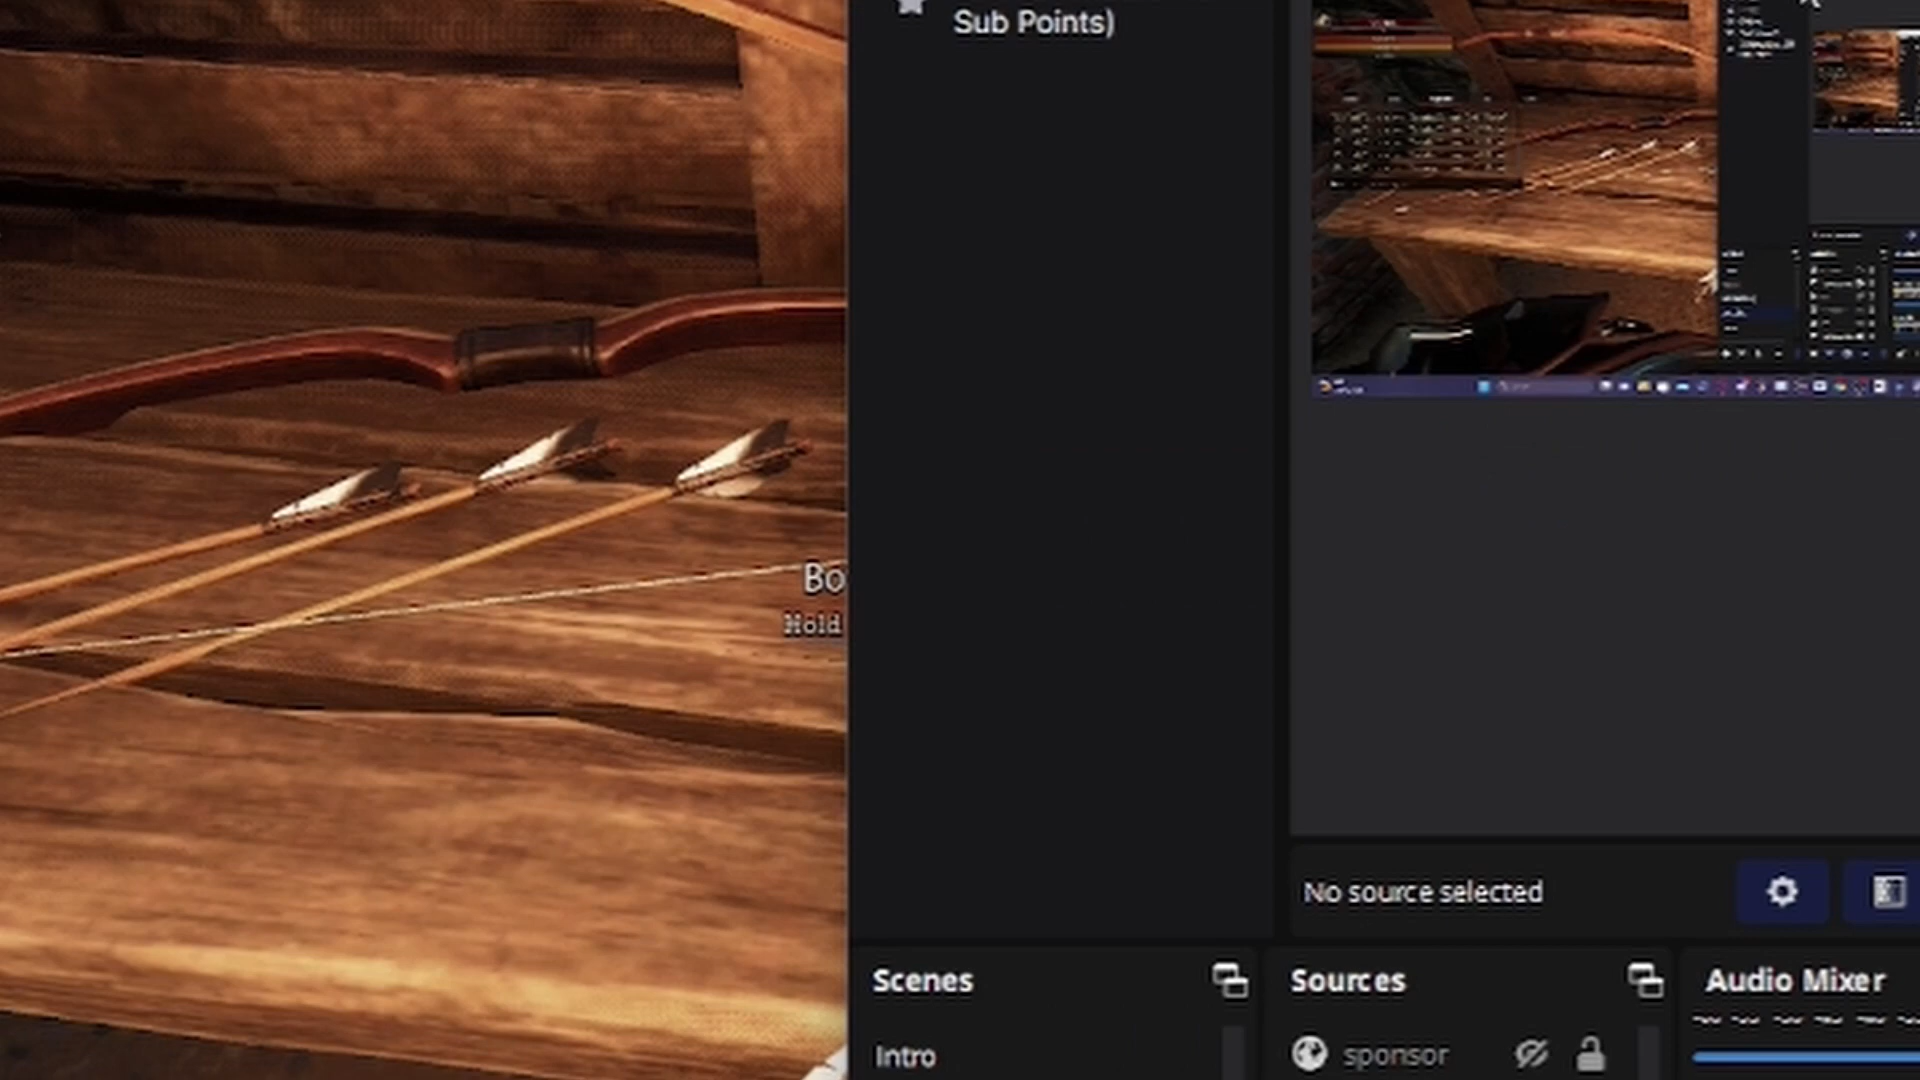 Sub Points)
Bo
Hold
No source selected
Scenes
Sources
Audio Mixer
Intro
sponsor